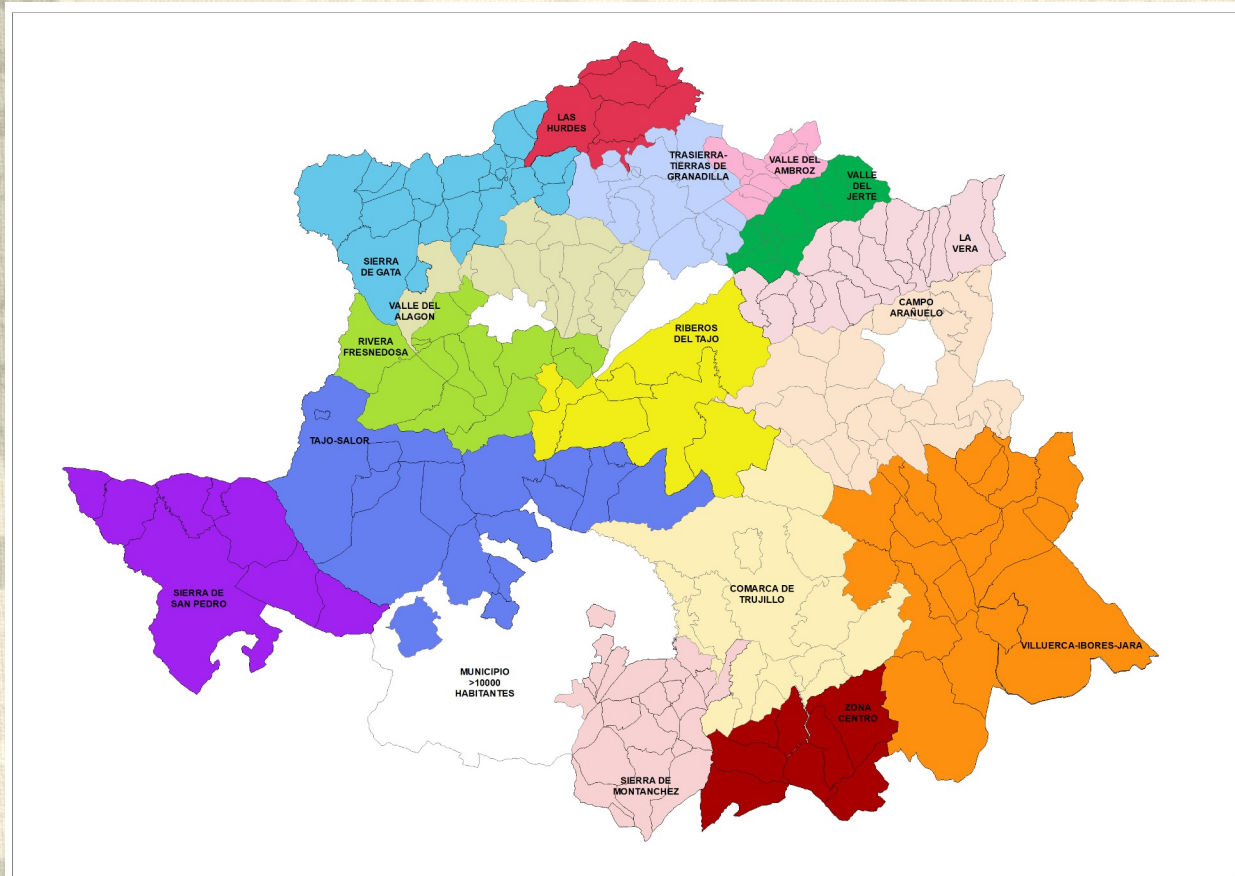 LAS
HURDES
TRASIERRA-
TIERRAS DE
GRANADILLA
VALLE DEL
AMBROZ
VALLE
DEL
JERTE
LA
VERA
SIERRA
DE GATA
VALLE DEL
ALAGON
CAMPO
ARAÑUELO
RIVERA
FRESNEDOSA
RIBEROS
DEL TAJO
TAJO-SALOR
SIERRA DE
SAN PEDRO
COMARCA DE
TRUJILLO
VILLUERCA-IBORES-JARA
MUNICIPIO
>10000
HABITANTES
ZONA
CENTRO
SIERRA DE
MONTANCHEZ